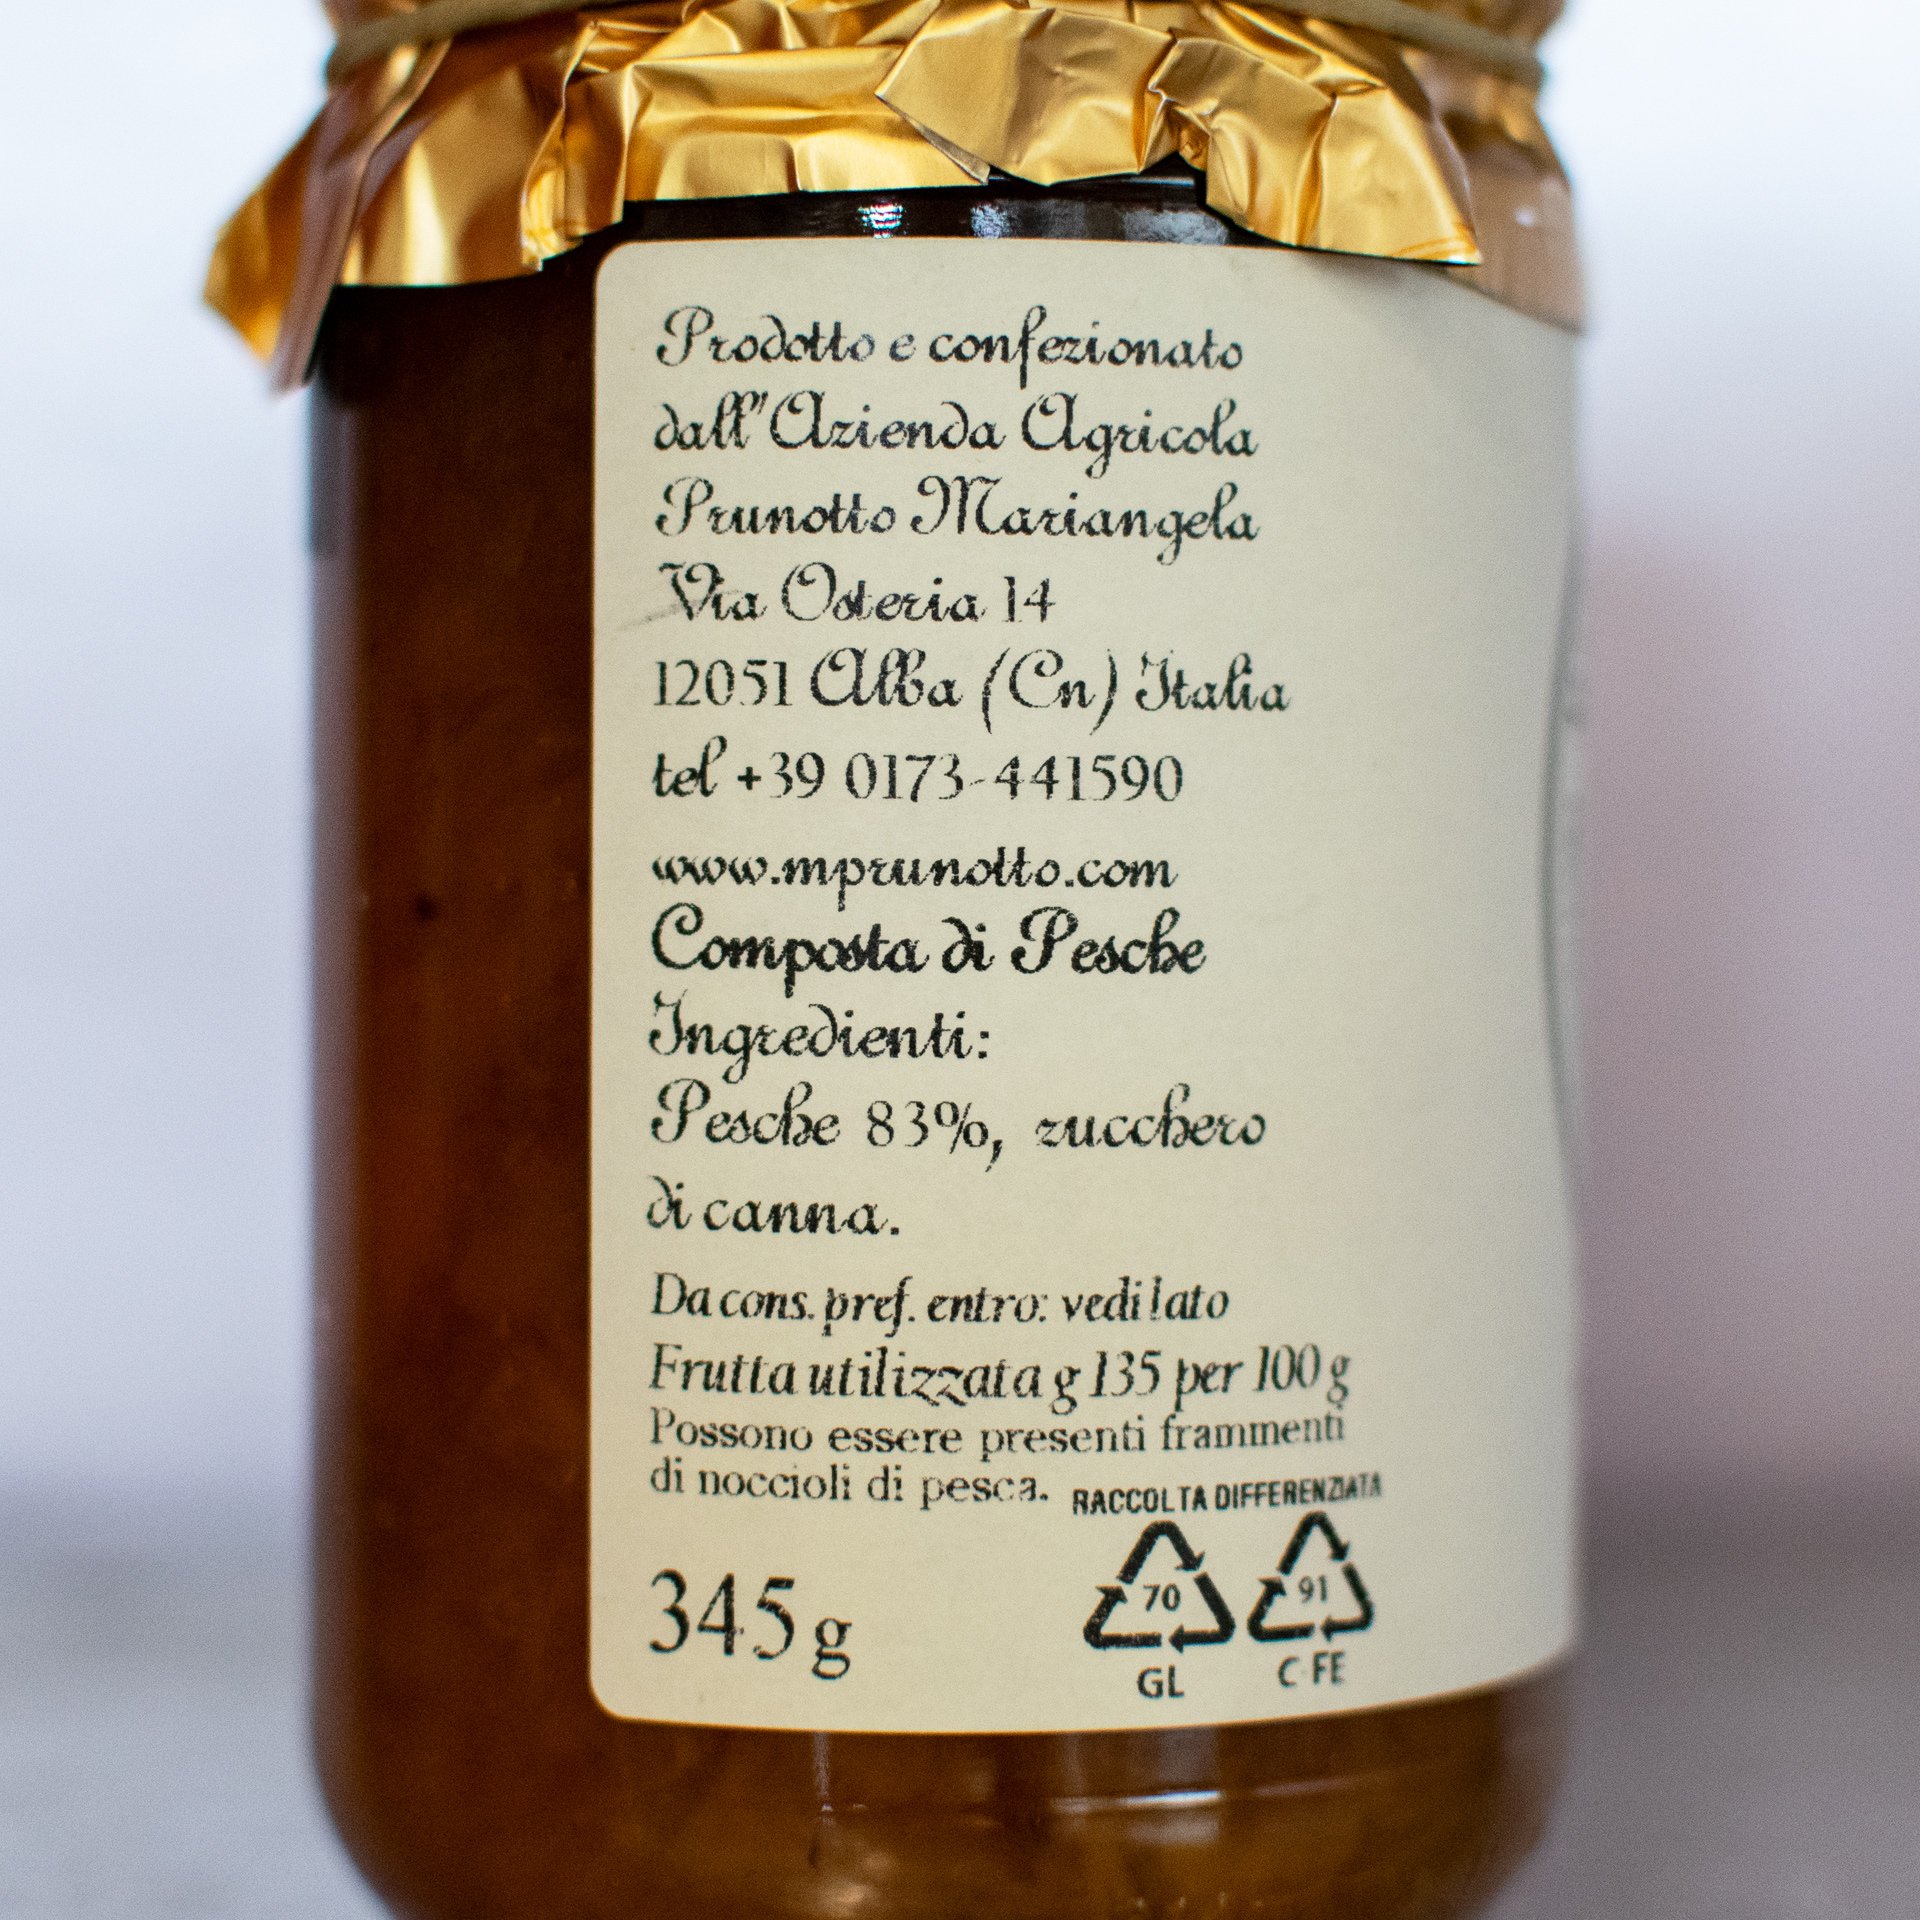 Prodotto e confezionato
dall''Azienda Agricola
Prunotto Mariangela
Via Osteria 14
12051 Alba (Cn) Italia
tel +39 0173-441590
www.mprunotto.com
Composta di Pesche
Ingredienti:
Pesche 83%, zucchero
di canna.
Da cons. pref. entro: vedi lato
Frutta utilizzata g 135 per 100 g
Possono essere presenti frammenti
di noccioli di pesca.
RACCOLTA DIFFERENZIATA
70 91
345 g
GL C FE